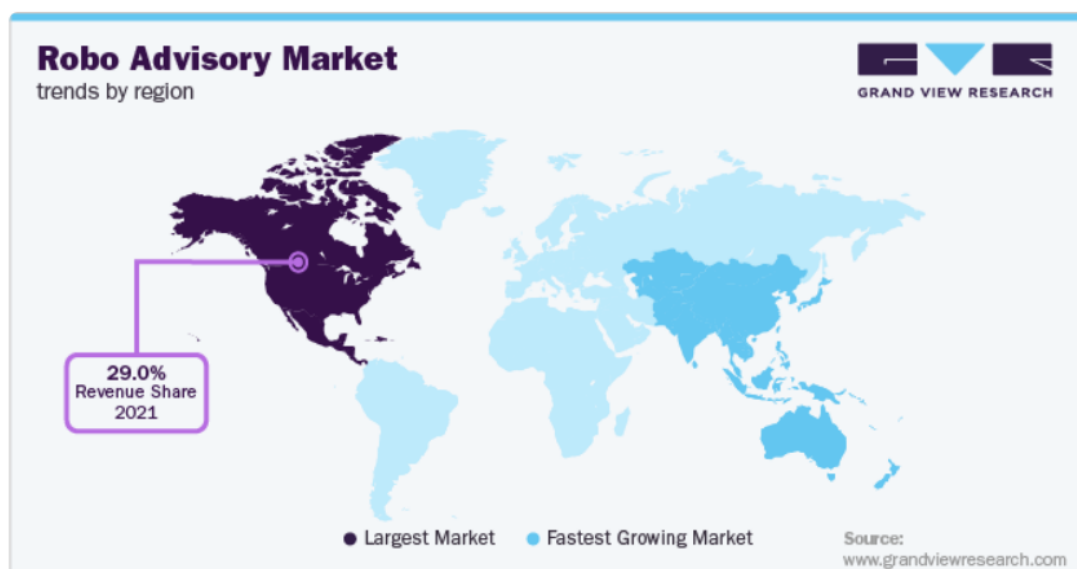 Robo Advisory Market
trends by region
GRAND VIEW RESEARCH
29.0%
Revenue Share
2021
Largest Market
Fastest Growing Market
Source:
www.grandviewresearch.com